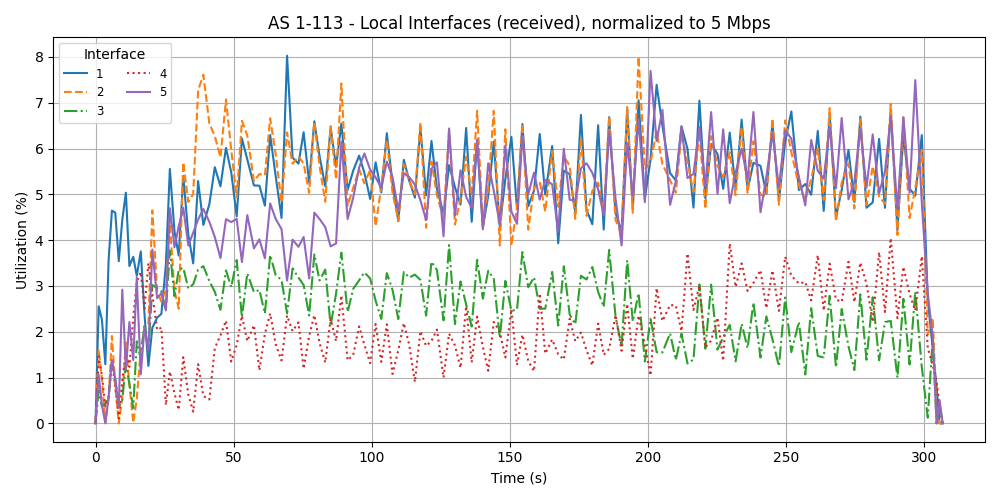 AS 1-113 - Local Interfaces (received), normalized to 5 Mbps
Interface
1
2
3
4
5
Utilization (%)
8
7
6
5
4
3
2
1
0
0 50 100 150 200 250 300
Time (s)